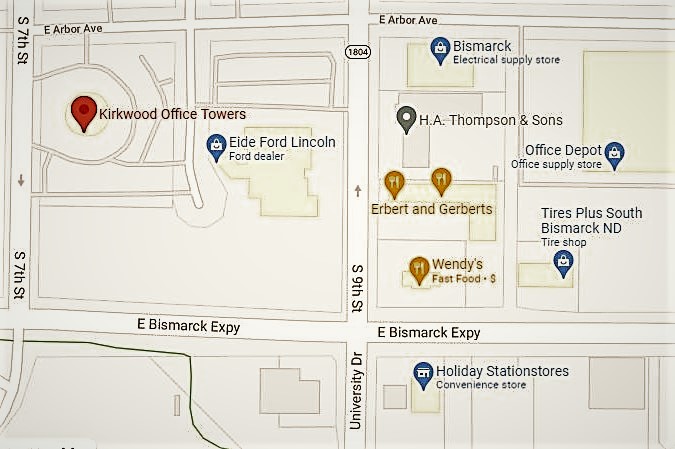 S 7th St
E Arbor Ave
E Arbor Ave
1804
Bismarck
Electrical supply store
Kirkwood Office Towers
H.A. Thompson & Sons
Eide Ford Lincoln
Ford dealer
Office Depot
Office supply store
Erbert and Gerberts
Tires Plus South
Bismarck ND
Tire shop
S 7th St
S 9th St
Wendy's
Fast Food • $
E Bismarck Expy
E Bismarck Expy
University Dr
Holiday Stationstores
Convenience store